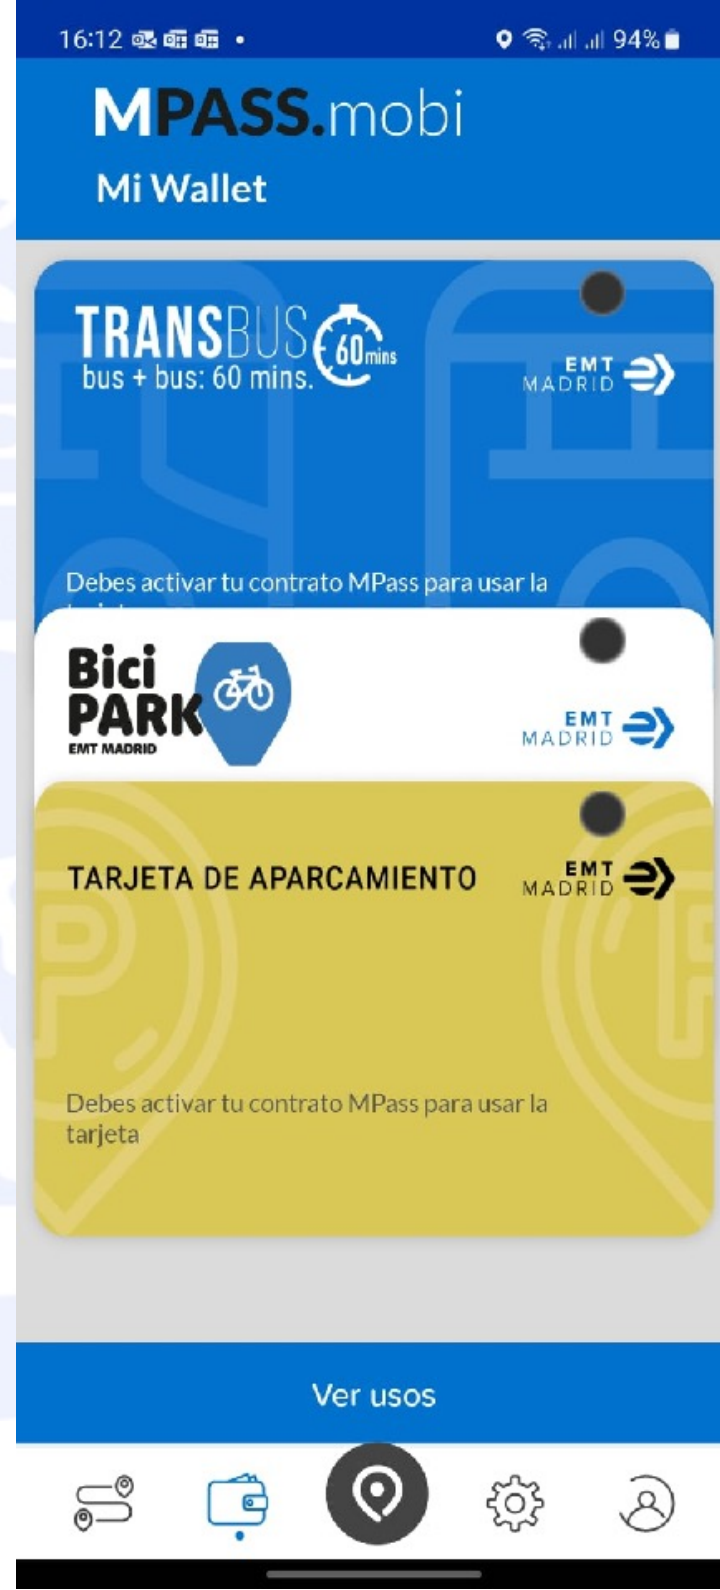 16:12
94%
MPASS.mobi
Mi Wallet
TRANSBUS
60mins
bus + bus: 60 mins.
EMT
MADRID
Debes activar tu contrato MPass para usar la
Bici
PARK
EMT MADRID
EMT
MADRID
TARJETA DE APARCAMIENTO
EMT
MADRID
Debes activar tu contrato MPass para usar la
tarjeta
Ver usos